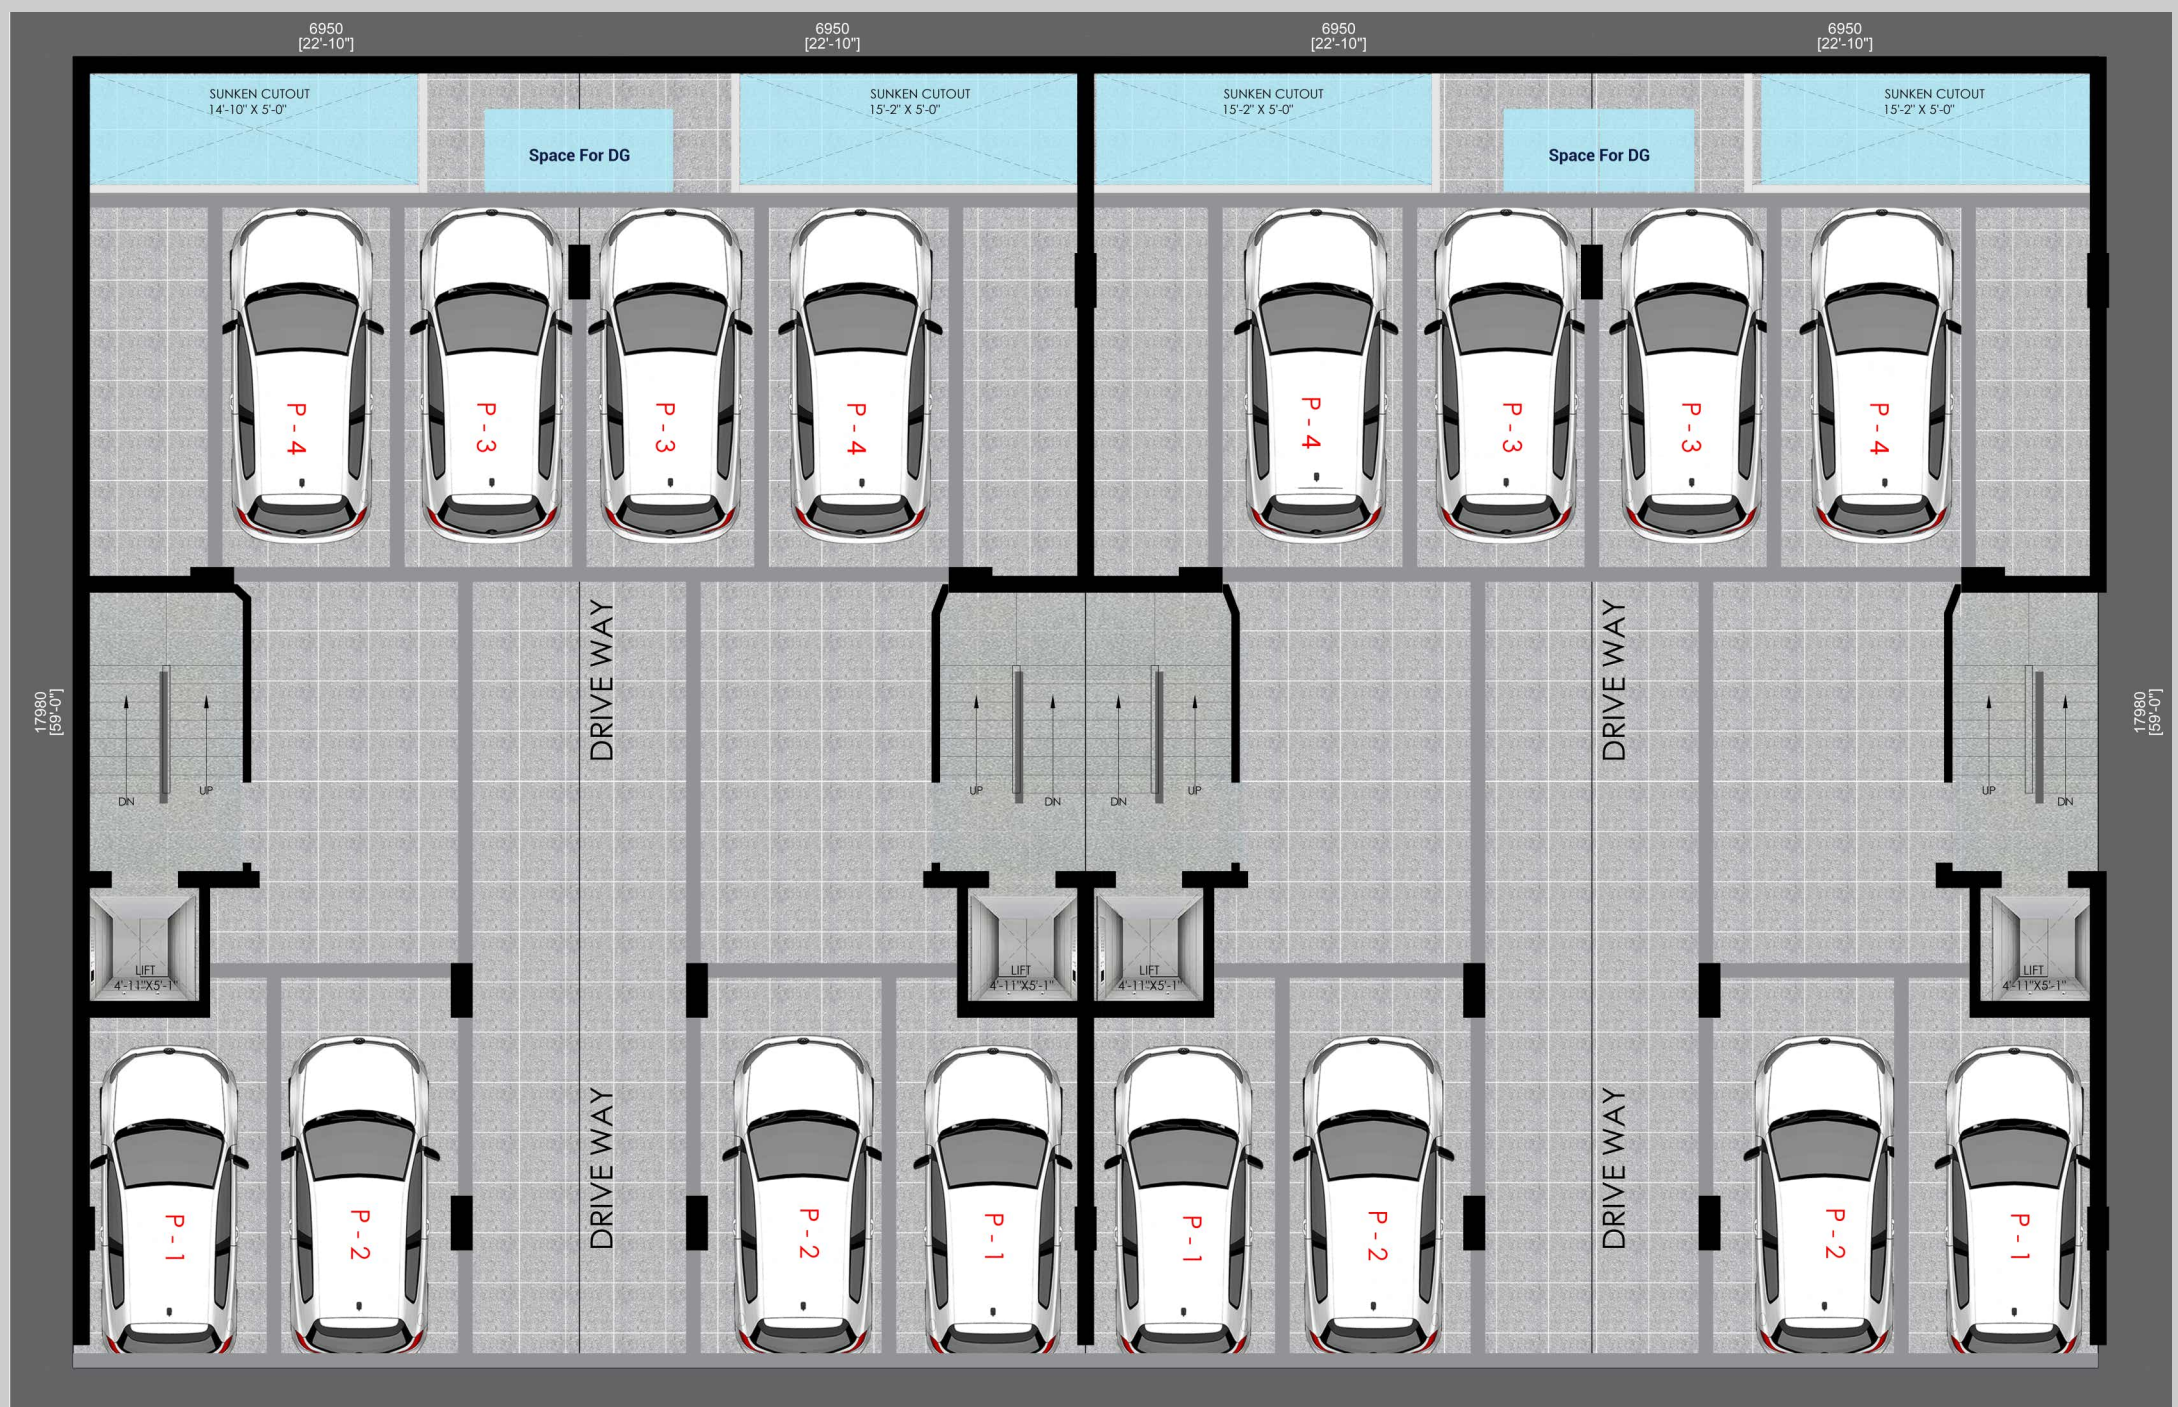 6950
[22'-10"]
6950
[22'-10"]
6950
[22'-10"]
6950
[22'-10"]
SUNKEN CUTOUT
14'-10" X 5'-0"
SUNKEN CUTOUT
15'-2" X 5'-0"
SUNKEN CUTOUT
15'-2" X 5'-0"
SUNKEN CUTOUT
15'-2" X 5'-0"
Space For DG
Space For DG
P - 4
P - 3
P - 3
P - 4
P - 4
P - 3
P - 3
P - 4
17980
[59'-0"]
DRIVE WAY
DRIVE WAY
17980
[59'-0"]
DN
UP
UP
DN
DN
UP
UP
DN
LIFT
4'-11"X5'-1"
LIFT
4'-11"X5'-1"
LIFT
4'-11"X5'-1"
LIFT
4'-11"X5'-1"
DRIVE WAY
DRIVE WAY
P - 1
P - 2
P - 2
P - 1
P - 1
P - 2
P - 2
P - 1